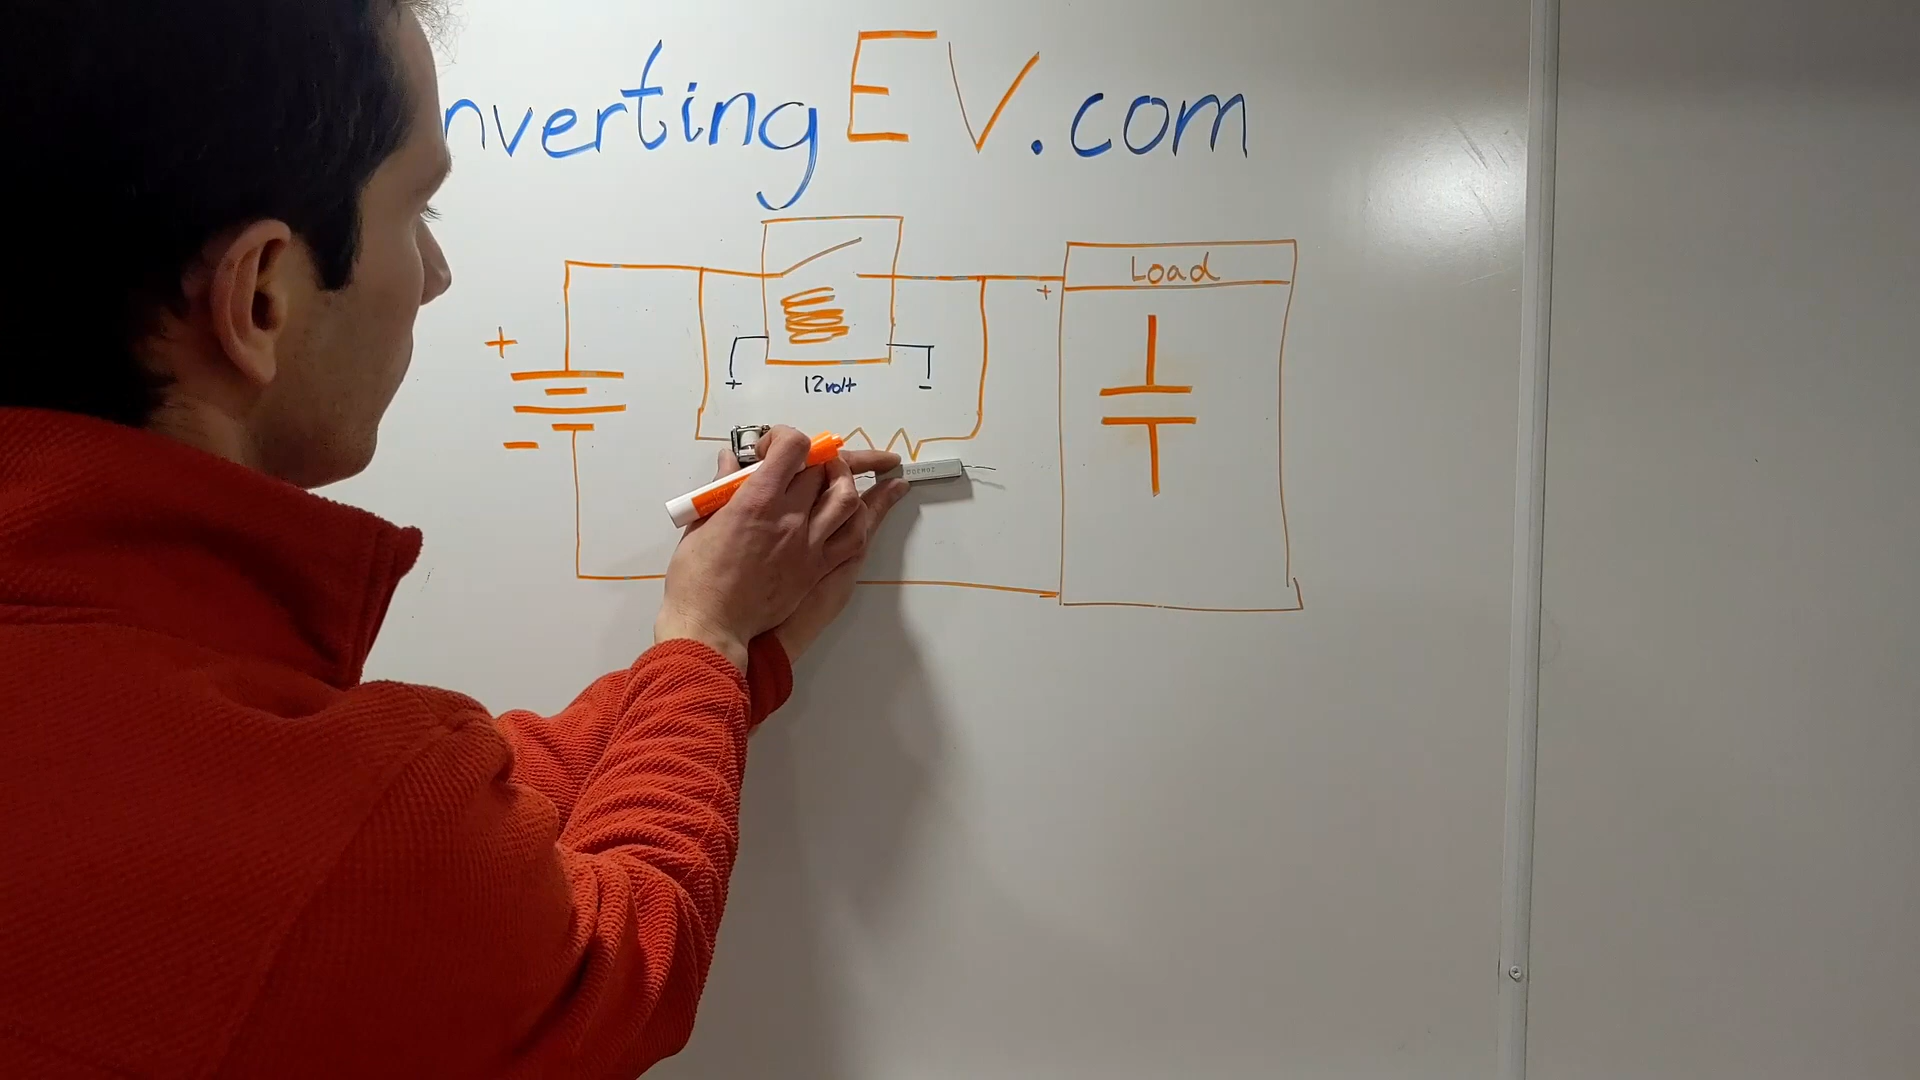 nvertingEV.com
Load
+
+
12volt
+ -
-